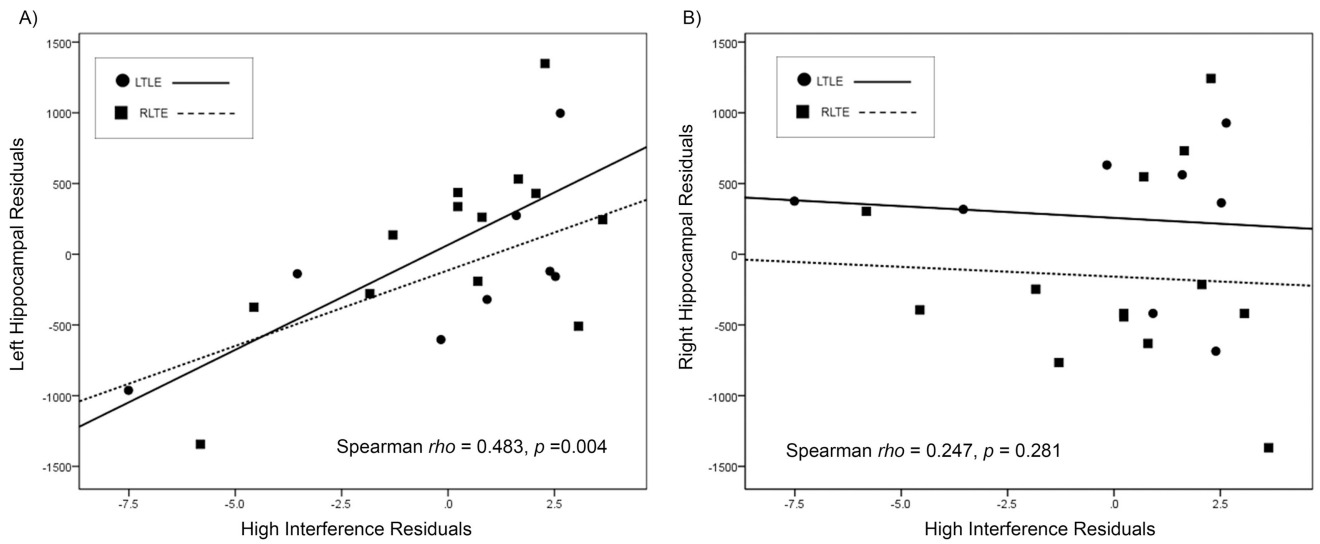 A)
1500
1000
500
0
-500
-1000
-1500
Left Hippocampal Residuals
LTLE
RLTE
Spearman rho = 0.483, p =0.004
-7.5 -5.0 -2.5 .0 2.5
High Interference Residuals
B)
1500
1000
500
0
-500
-1000
-1500
Right Hippocampal Residuals
LTLE
RLTE
Spearman rho = 0.247, p = 0.281
-7.5 -5.0 -2.5 .0 2.5
High Interference Residuals